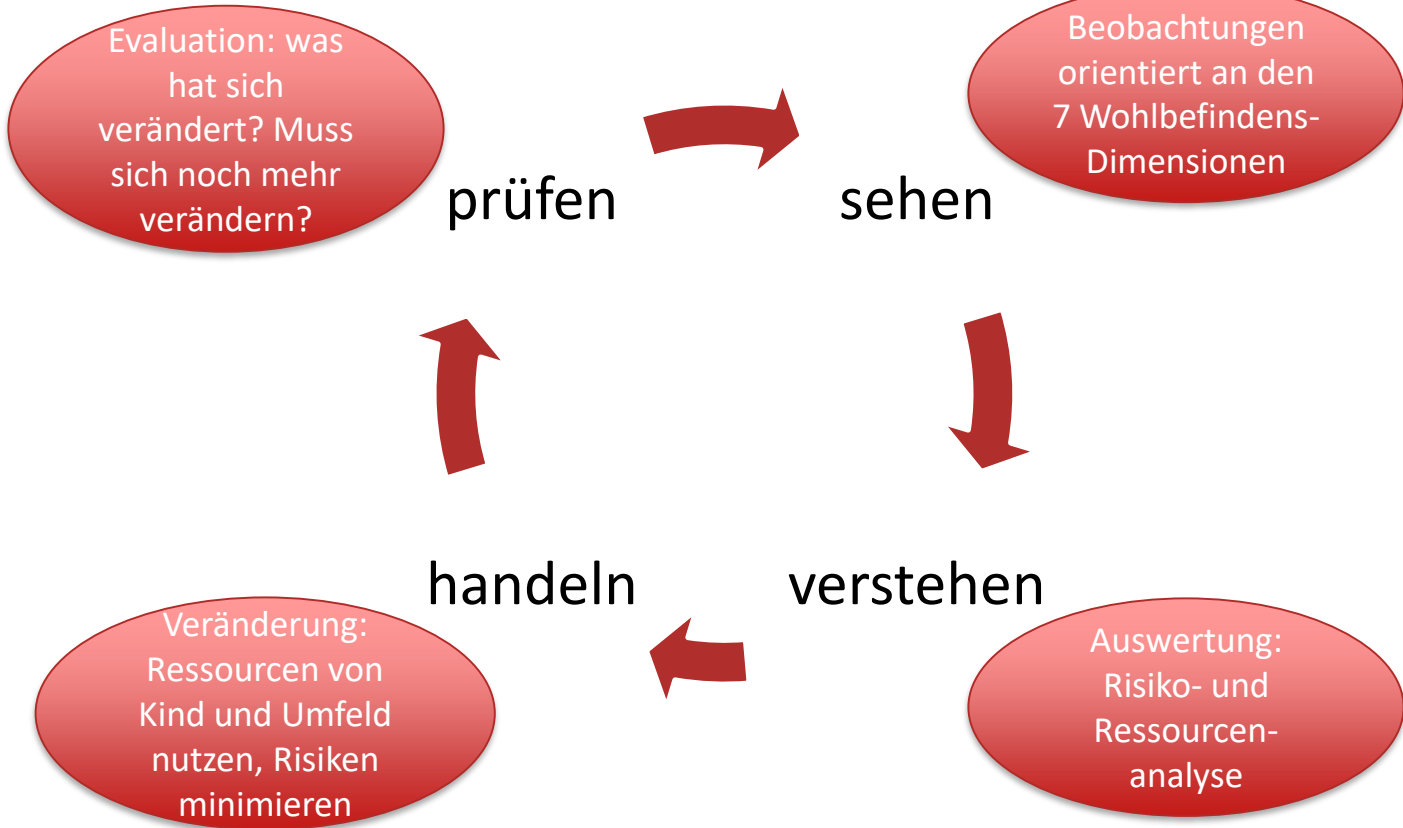 Evaluation: was
hat sich
verändert? Muss
sich noch mehr
verändern?
prüfen
sehen
Beobachtungen
orientiert an den
7 Wohlbefindens-
Dimensionen
handeln
verstehen
Veränderung:
Ressourcen von
Kind und Umfeld
nutzen, Risiken
minimieren
Auswertung:
Risiko- und
Ressourcen-
analyse